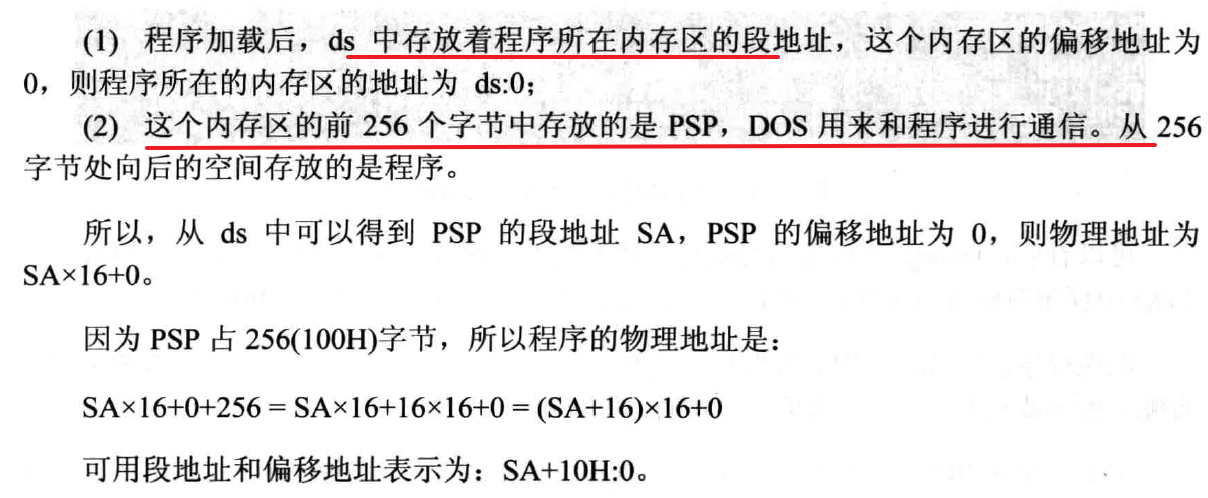 (1) 程序加载后，ds 中存放着程序所在内存区的段地址，这个内存区的偏移地址为
0，则程序所在的内存区的地址为 ds:0；
(2) 这个内存区的前 256 个字节中存放的是 PSP，DOS 用来和程序进行通信。从 256
字节处向后的空间存放的是程序。
所以，从 ds 中可以得到 PSP 的段地址 SA，PSP 的偏移地址为 0，则物理地址为
SA×16+0。
因为 PSP 占 256(100H)字节，所以程序的物理地址是：
SA×16+0+256 = SA×16+16×16+0 = (SA+16)×16+0
可用段地址和偏移地址表示为：SA+10H:0。